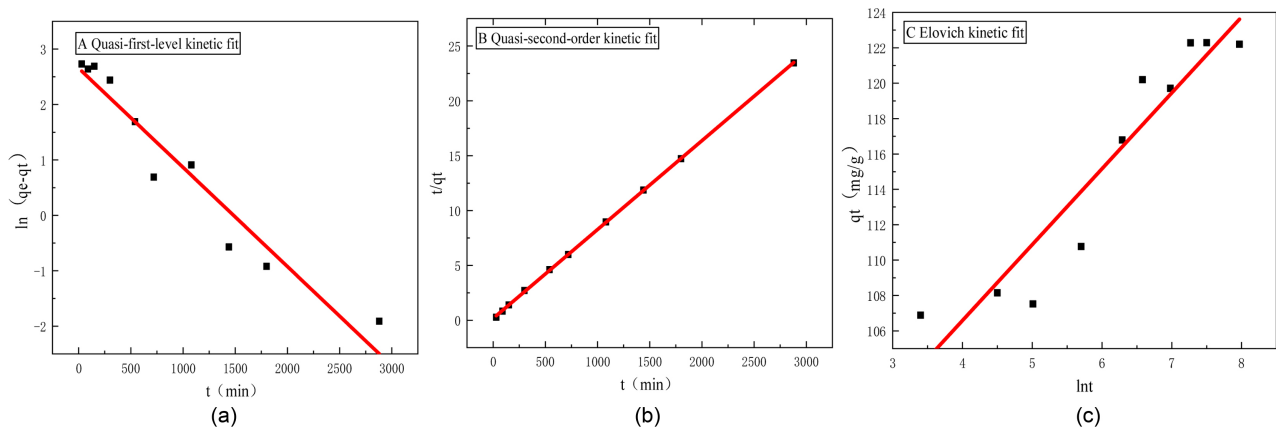 A Quasi-first-level kinetic fit
3
2
1
0
-1
-2
ln (qe-qt)
0 500 1000 1500 2000 2500 3000
t (min)
(a)
B Quasi-second-order kinetic fit
25
20
15
10
5
0
t/qt
0 500 1000 1500 2000 2500 3000
t (min)
(b)
C Elovich kinetic fit
124
122
120
118
116
114
112
110
108
106
qt (mg/g)
3 4 5 6 7 8
lnt
(c)